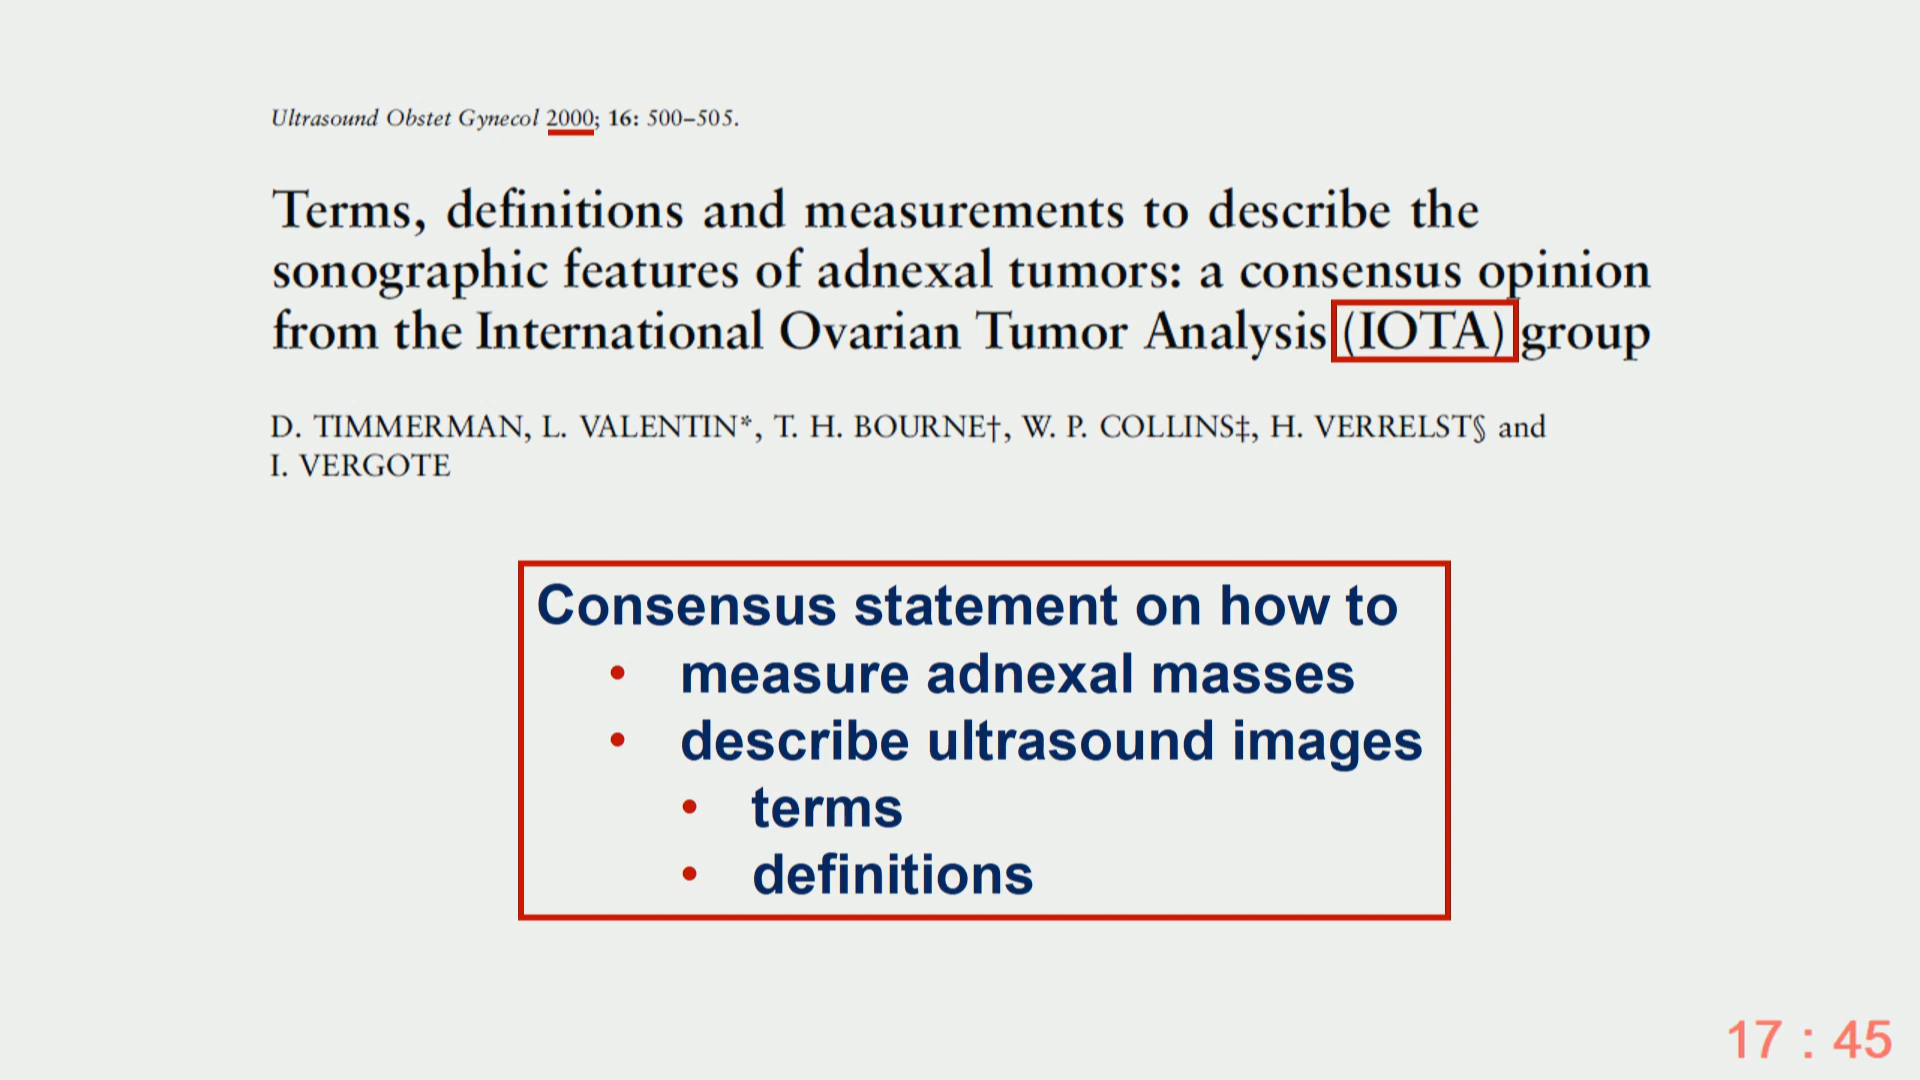 Ultrasound Obstet Gynecol 2000; 16: 500–505.
Terms, definitions and measurements to describe the
sonographic features of adnexal tumors: a consensus opinion
from the International Ovarian Tumor Analysis (IOTA) group
D. TIMMERMAN, L. VALENTIN*, T. H. BOURNE†, W. P. COLLINS‡, H. VERRELST§ and
I. VERGOTE
Consensus statement on how to
• measure adnexal masses
• describe ultrasound images
• terms
• definitions
17 : 45